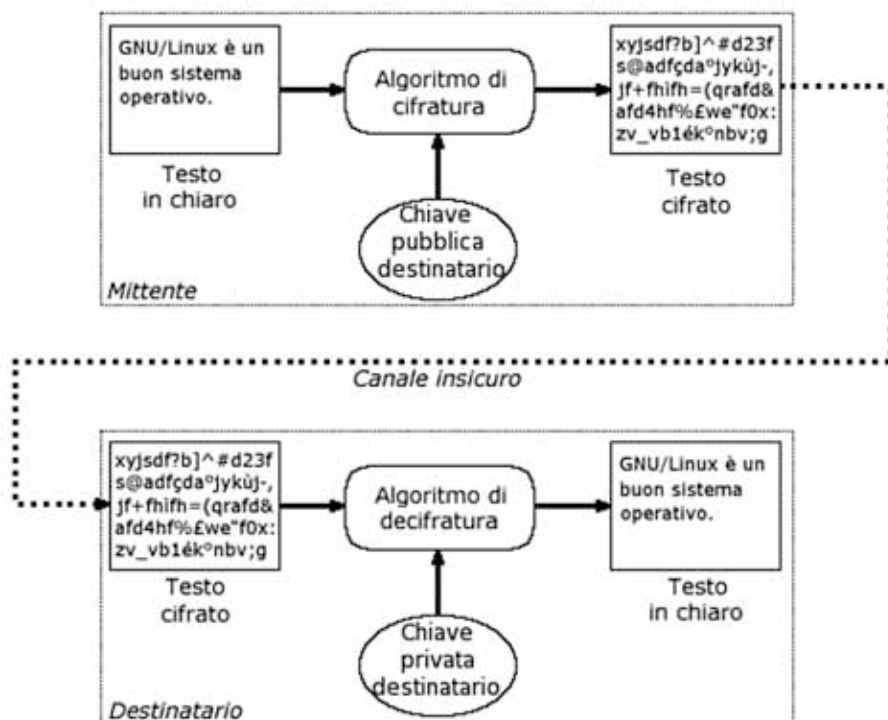 GNU/Linux è un
buon sistema
operativo.
Testo
in chiaro
Algoritmo di
cifratura
Chiave
pubblica
destinatario
xyjsdf?b]^#d23f
s@adfçda°jykùj-,
jf+fhìfh=(qrafd&
afd4hf%£we"f0x:
zv_vb1ék°nbv;g
Testo
cifrato
Mittente
Canale insicuro
xyjsdf?b]^#d23f
s@adfçda°jykùj-,
jf+fhìfh=(qrafd&
afd4hf%£we"f0x:
zv_vb1ék°nbv;g
Testo
cifrato
Algoritmo di
decifratura
Chiave
privata
destinatario
GNU/Linux è un
buon sistema
operativo.
Testo
in chiaro
Destinatario